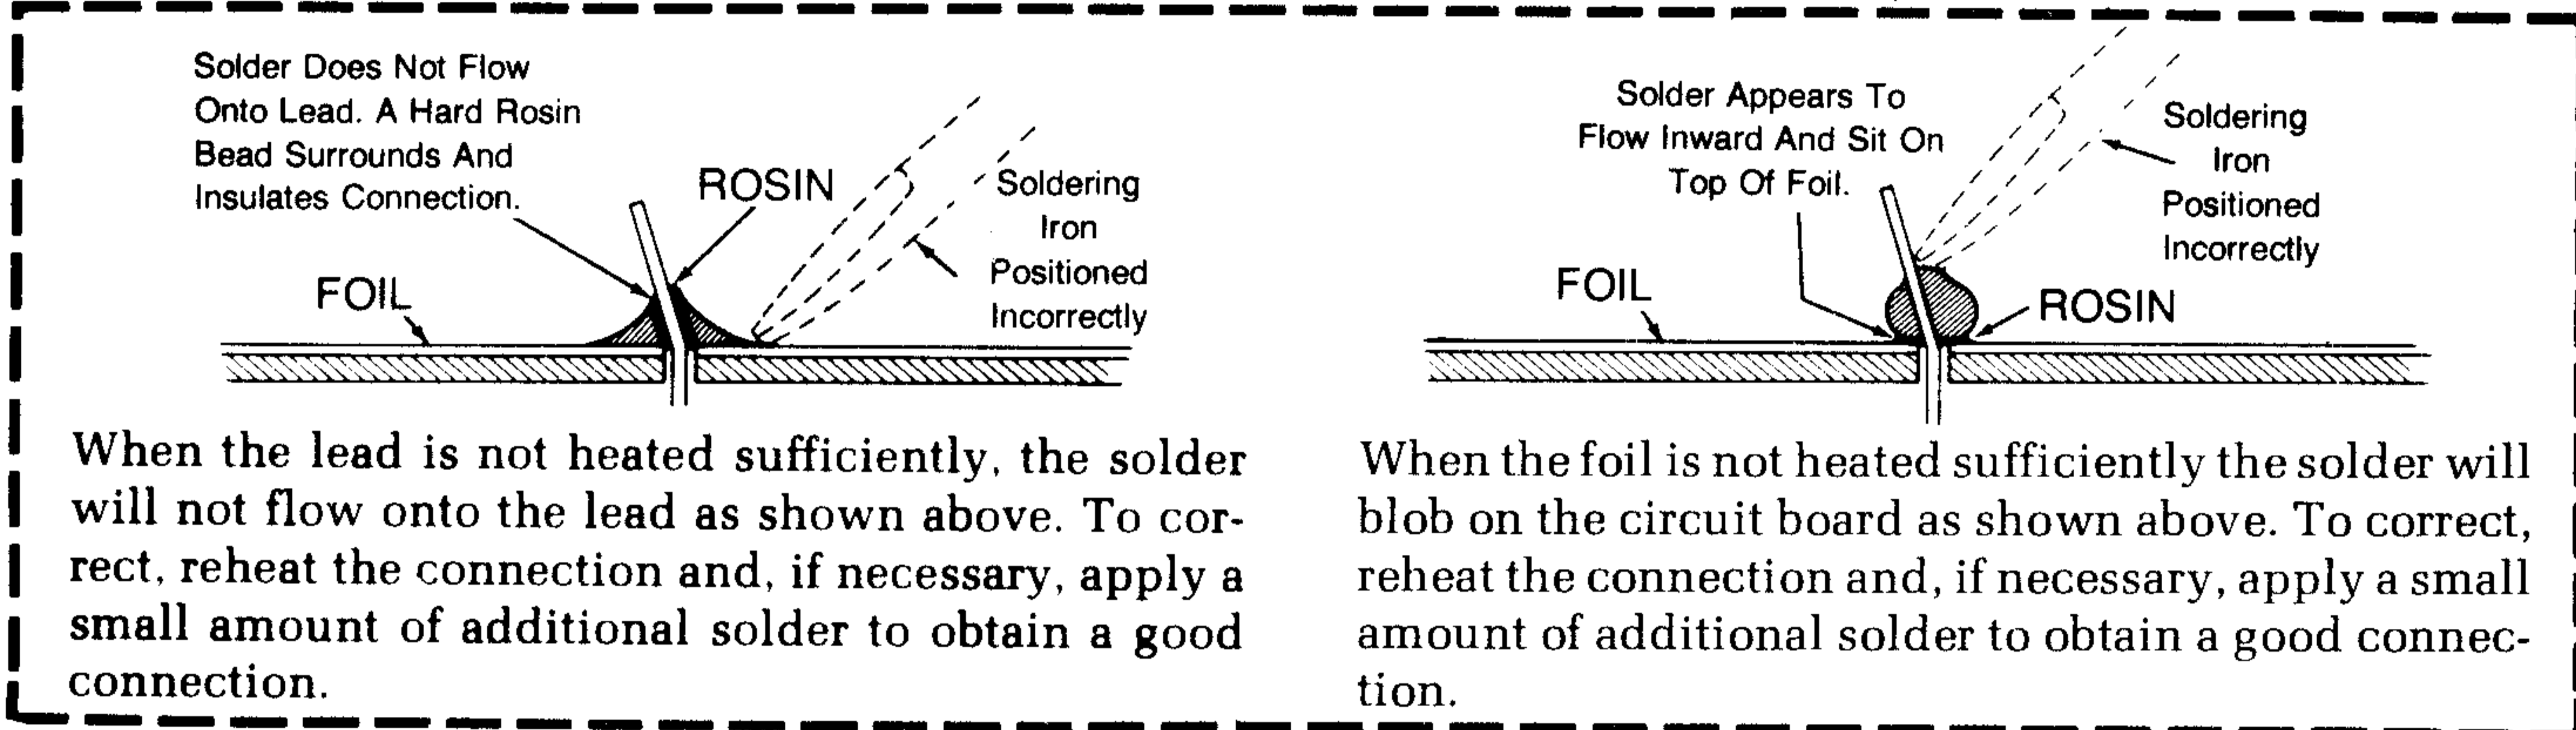 Solder Does Not Flow
Onto Lead. A Hard Rosin
Bead Surrounds And
Insulates Connection.
ROSIN
Soldering
Iron
Positioned
Incorrectly
FOIL
When the lead is not heated sufficiently, the solder
will not flow onto the lead as shown above. To cor-
rect, reheat the connection and, if necessary, apply a
small amount of additional solder to obtain a good
connection.
Solder Appears To
Flow Inward And Sit On
Top Of Foil.
Soldering
Iron
Positioned
Incorrectly
FOIL
ROSIN
When the foil is not heated sufficiently the solder will
blob on the circuit board as shown above. To correct,
reheat the connection and, if necessary, apply a small
amount of additional solder to obtain a good connec-
tion.